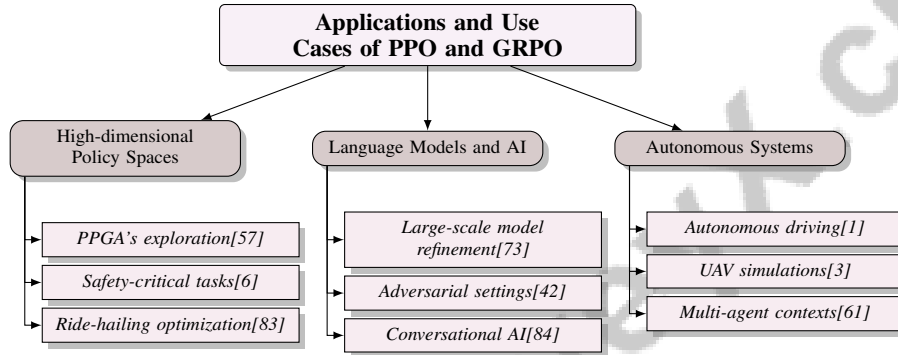 Applications and Use
Cases of PPO and GRPO
High-dimensional
Policy Spaces
PPGA's exploration[57]
Safety-critical tasks[6]
Ride-hailing optimization[83]
Language Models and AI
Large-scale model
refinement[73]
Adversarial settings[42]
Conversational AI[84]
Autonomous Systems
Autonomous driving[1]
UAV simulations[3]
Multi-agent contexts[61]